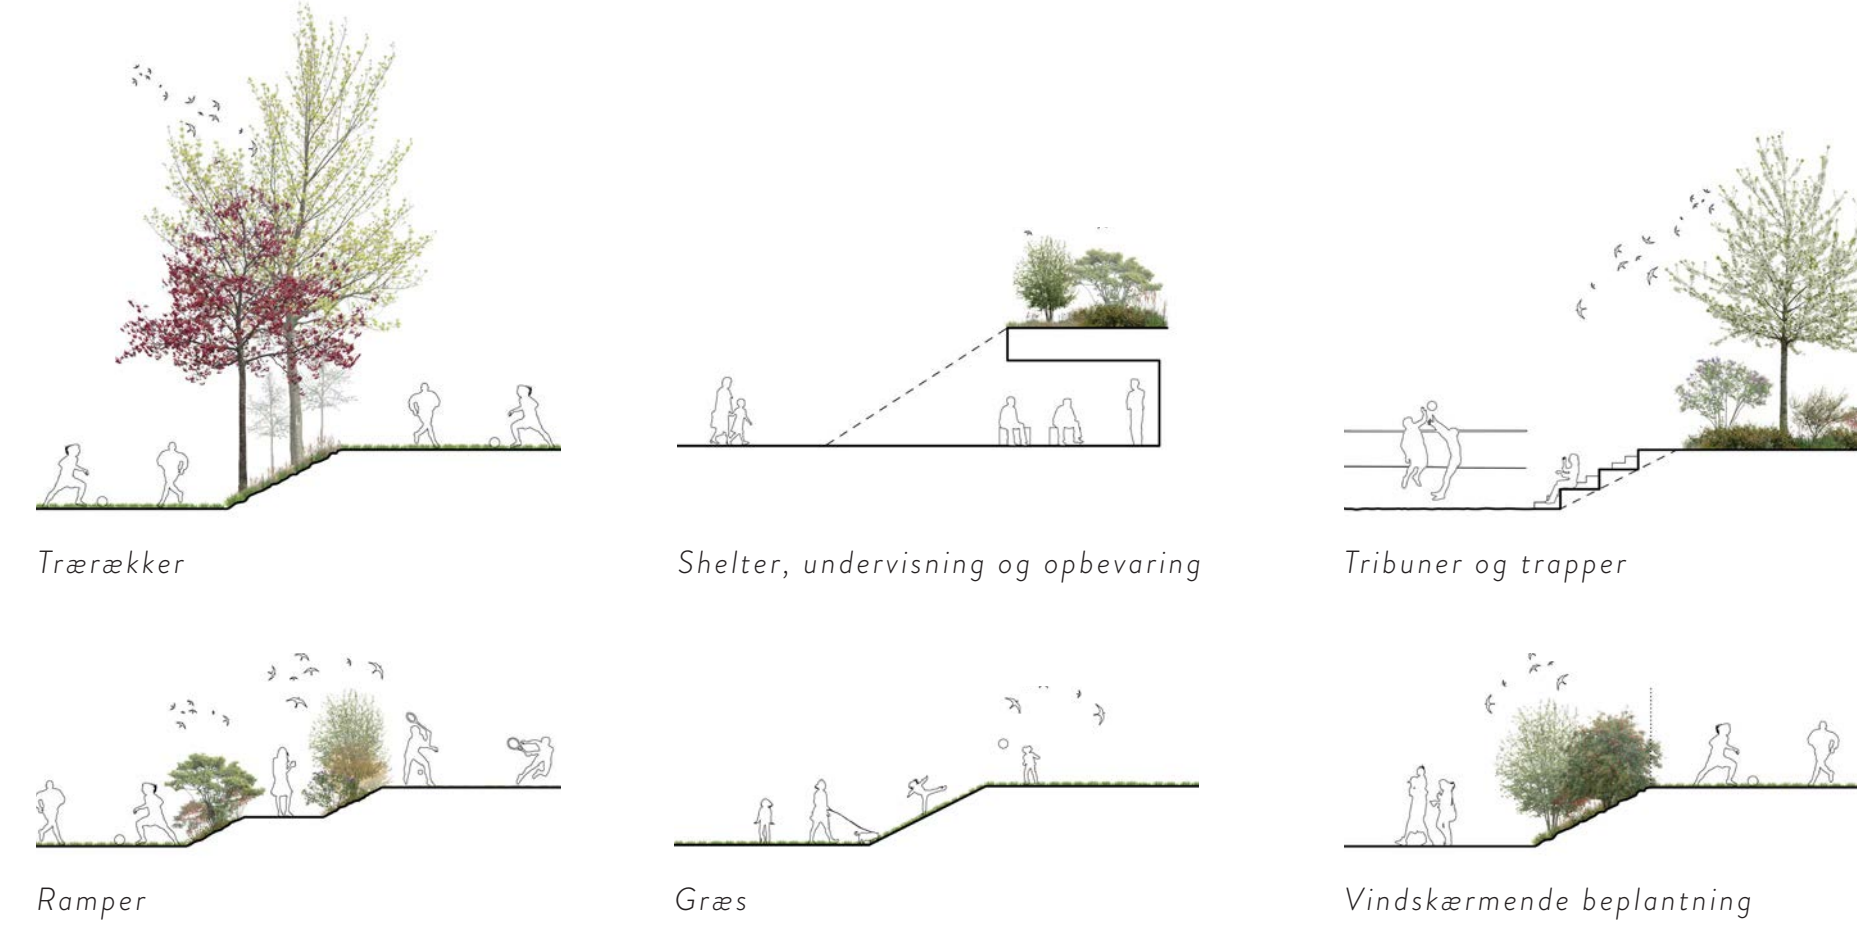 Trærækker
Shelter, undervisning og opbevaring
Tribuner og trapper
Ramper
Græs
Vindskærmende beplantning